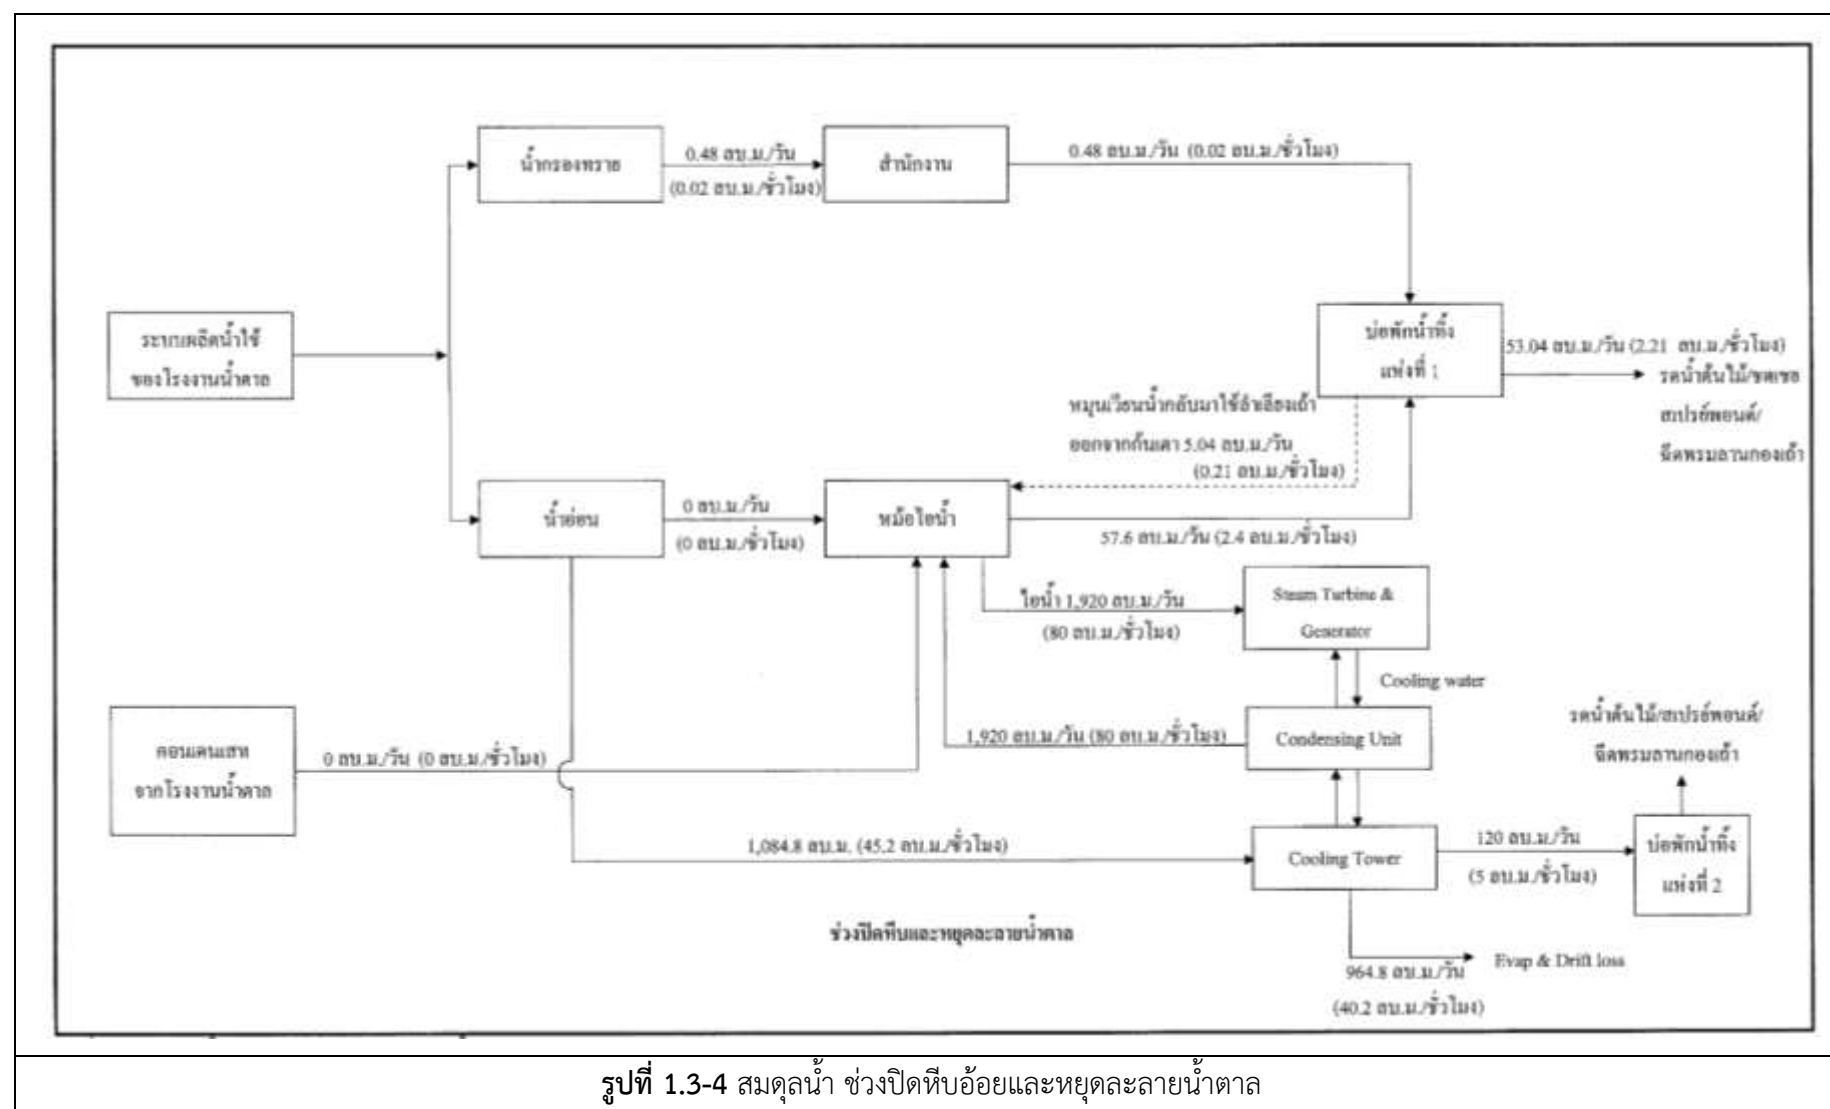 น้ำกรองทราย
0.48 ลบ.ม./วัน
(0.02 ลบ.ม./ชั่วโมง)
สำนักงาน
0.48 ลบ.ม./วัน (0.02 ลบ.ม./ชั่วโมง)
ระบบผลิตน้ำใช้
ของโรงงานน้ำตาล
บ่อพักน้ำทิ้ง
แห่งที่ 1
53.04 ลบ.ม./วัน (2.21 ลบ.ม./ชั่วโมง)
รดน้ำต้นไม้/ชดเชย
สเปรย์พอนด์/
ฉีดพรมลานกองเถ้า
หมุนเวียนน้ำกลับมาใช้ลำเลียงเถ้า
ออกจากก้นเตา 5.04 ลบ.ม./วัน
(0.21 ลบ.ม./ชั่วโมง)
น้ำอ่อน
0 ลบ.ม./วัน
(0 ลบ.ม./ชั่วโมง)
หม้อไอน้ำ
57.6 ลบ.ม./วัน (2.4 ลบ.ม./ชั่วโมง)
ไอน้ำ 1,920 ลบ.ม./วัน
(80 ลบ.ม./ชั่วโมง)
Steam Turbine &
Generator
Cooling water
คอนเดนเสท
จากโรงงานน้ำตาล
0 ลบ.ม./วัน (0 ลบ.ม./ชั่วโมง)
1,920 ลบ.ม./วัน (80 ลบ.ม./ชั่วโมง)
Condensing Unit
รดน้ำต้นไม้/สเปรย์พอนด์/
ฉีดพรมลานกองเถ้า
1,084.8 ลบ.ม. (45.2 ลบ.ม./ชั่วโมง)
Cooling Tower
120 ลบ.ม./วัน
(5 ลบ.ม./ชั่วโมง)
บ่อพักน้ำทิ้ง
แห่งที่ 2
ช่วงปิดหีบและหยุดละลายน้ำตาล
964.8 ลบ.ม./วัน
(40.2 ลบ.ม./ชั่วโมง)
Evap & Drift loss
รูปที่ 1.3-4 สมดุลน้ำ ช่วงปิดหีบอ้อยและหยุดละลายน้ำตาล